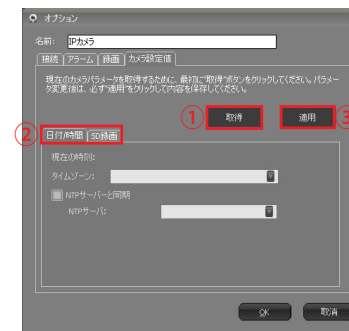 オプション
名前: IPカメラ
接続 アラーム 録画 カメラ設定値
現在のカメラパラメータを取得するために、最初に"取得"ボタンをクリックしてください。パラメー
タ変更後は、必ず"適用"をクリックして内容を保存してください。
① 取得 適用 ③
② 日付/時間 SD録画
現在の時刻:
タイムゾーン:
NTPサーバーと同期
NTPサーバ:
OK 取消